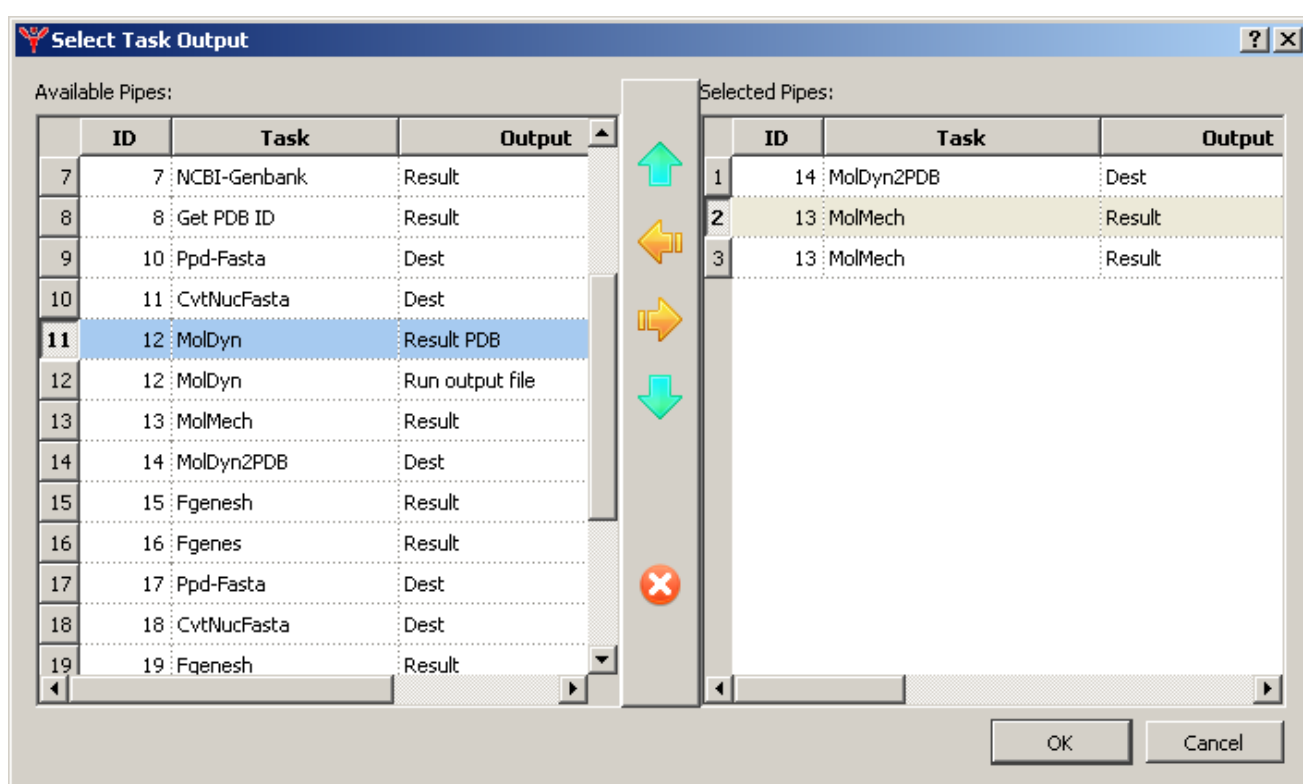 Select Task Output
Available Pipes:
ID Task Output
7 7 NCBI-Genbank Result
8 8 Get PDB ID Result
9 10 Ppd-Fasta Dest
10 11 CvtNucFasta Dest
11 12 MolDyn Result PDB
12 12 MolDyn Run output file
13 13 MolMech Result
14 14 MolDyn2PDB Dest
15 15 Fgenesh Result
16 16 Fgenes Result
17 17 Ppd-Fasta Dest
18 18 CvtNucFasta Dest
19 19 Fgenesh Result
Selected Pipes:
ID Task Output
1 14 MolDyn2PDB Dest
2 13 MolMech Result
3 13 MolMech Result
OK Cancel